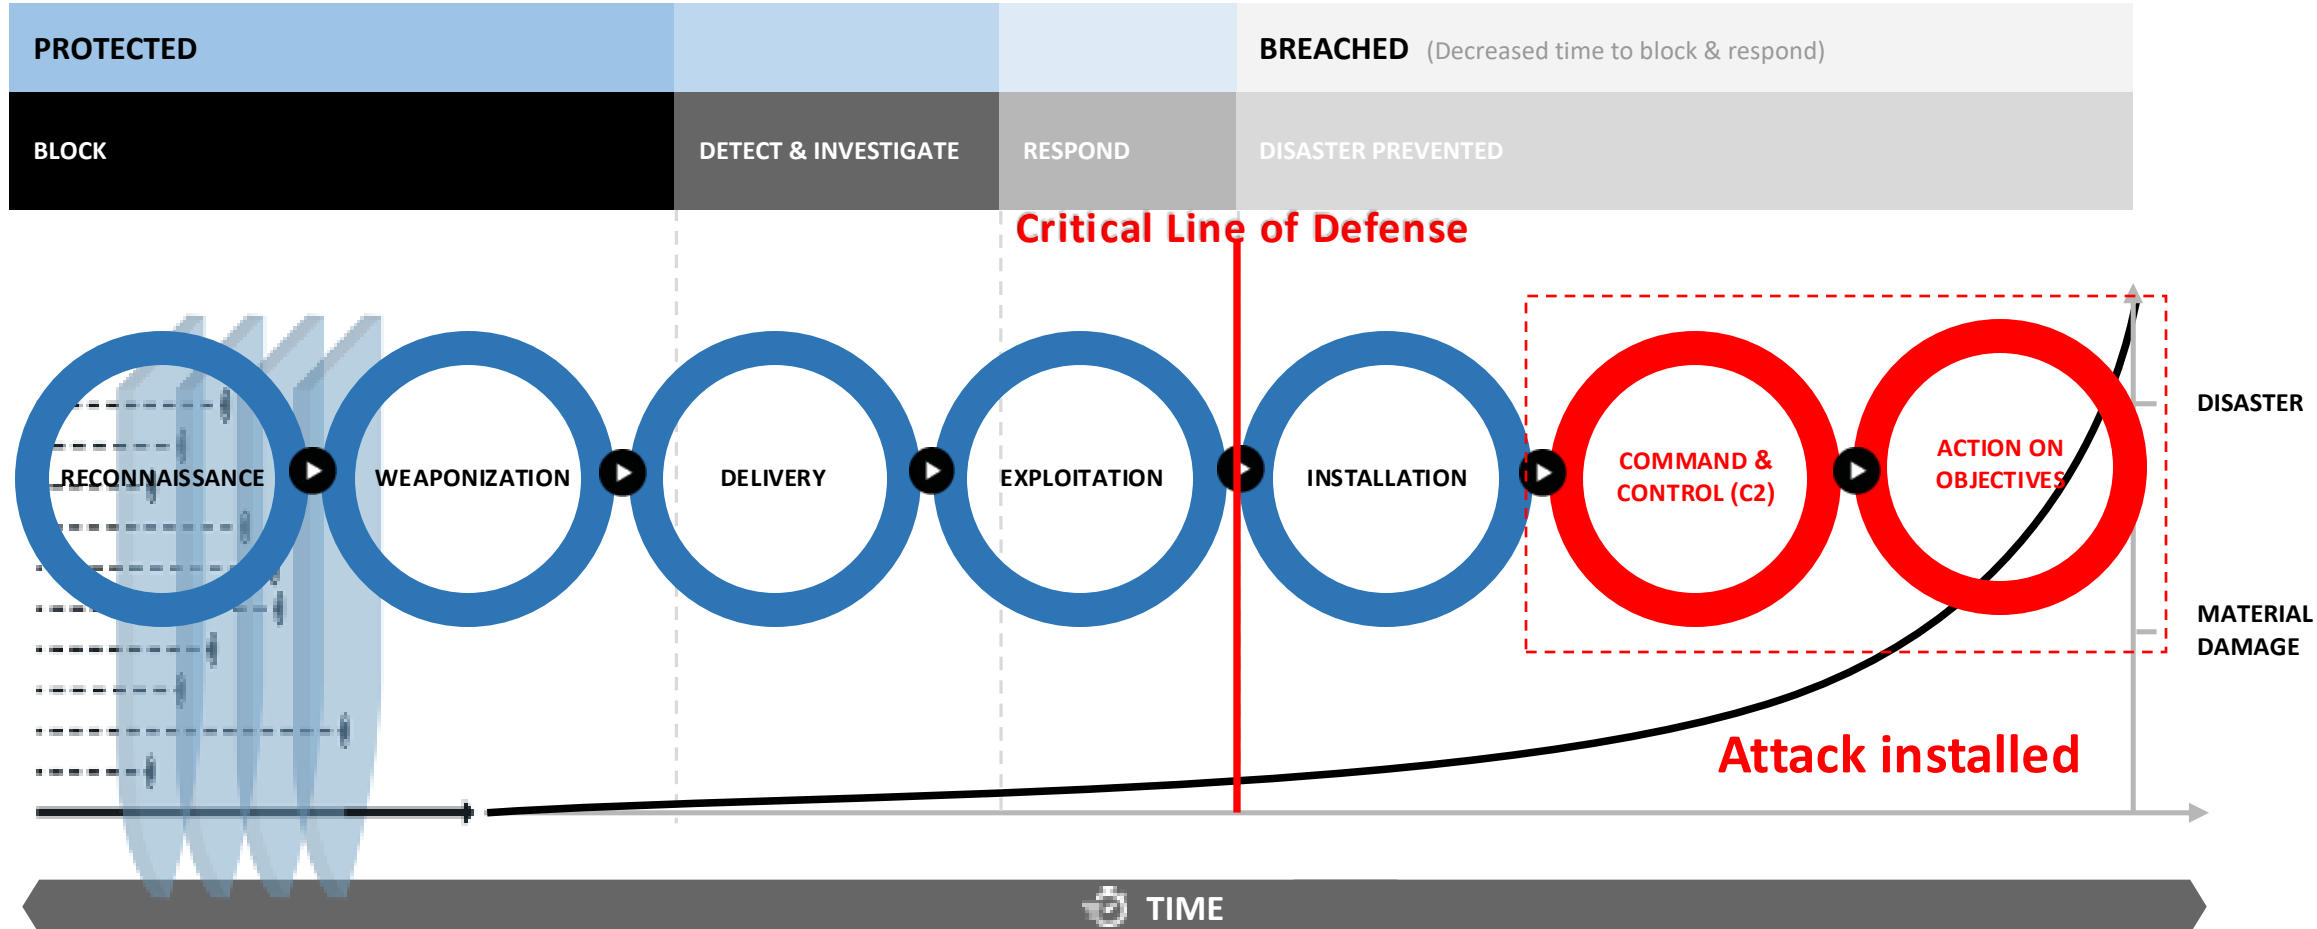 PROTECTED
BREACHED (Decreased time to block & respond)
BLOCK
DETECT & INVESTIGATE
RESPOND
DISASTER PREVENTED
Critical Line of Defense
RECONNAISSANCE
WEAPONIZATION
DELIVERY
EXPLOITATION
INSTALLATION
COMMAND &
CONTROL (C2)
ACTION ON
OBJECTIVES
DISASTER
MATERIAL
DAMAGE
Attack installed
TIME